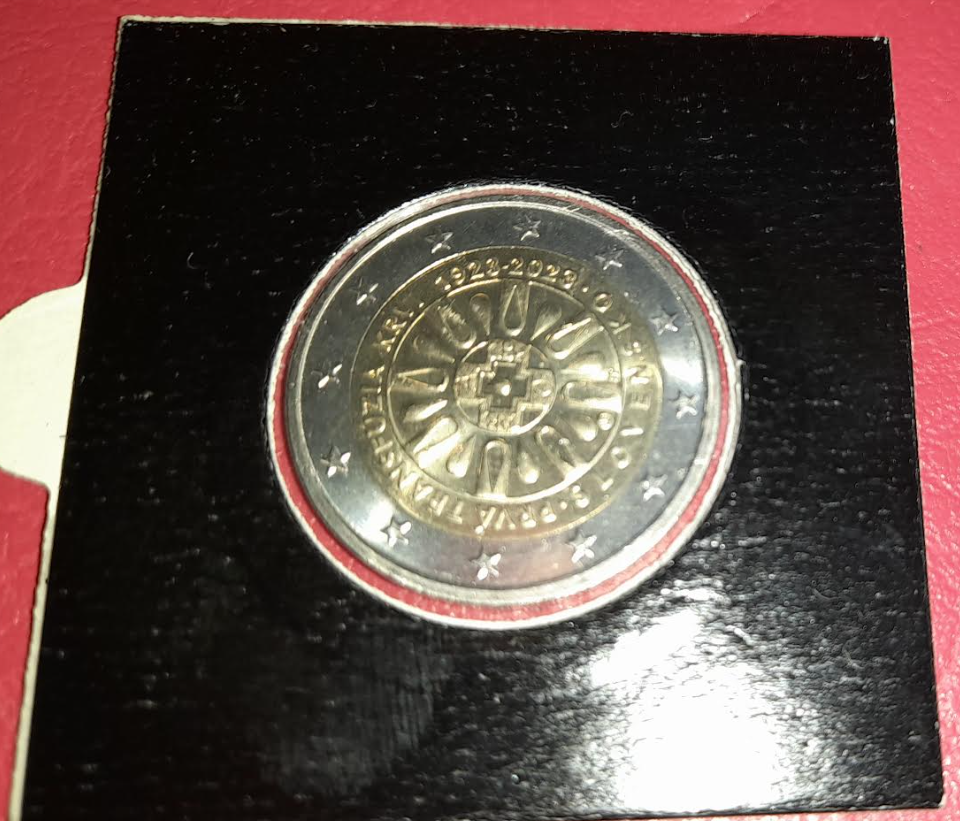 PRVÁ TRANSFÚZIA KRVI · 1923-2023 · SLOVENSKO ·